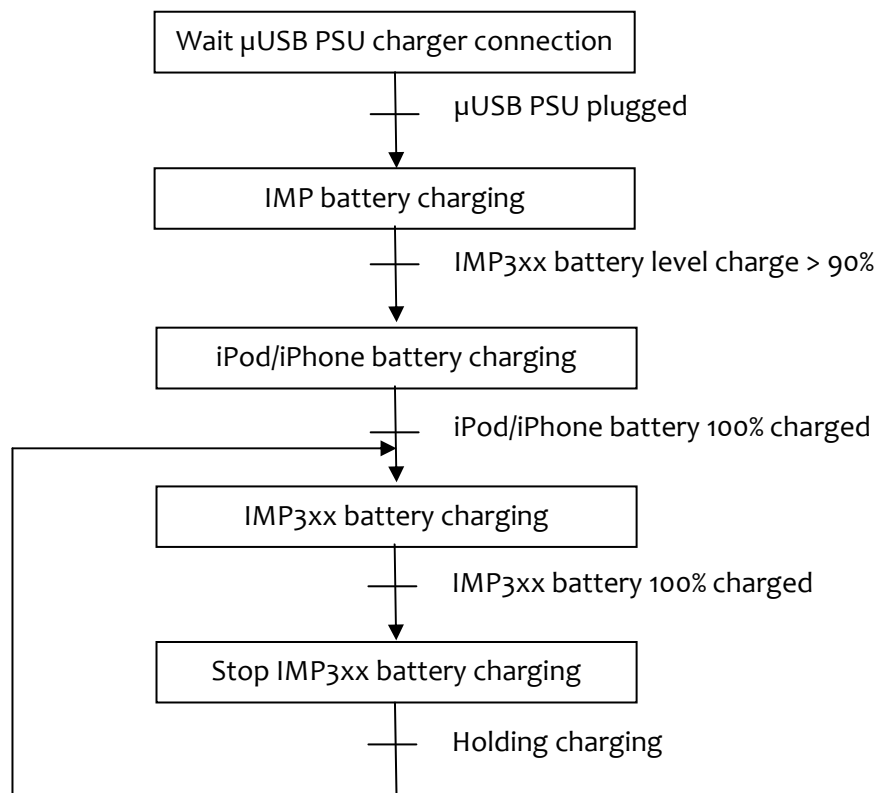 Wait µUSB PSU charger connection
µUSB PSU plugged
IMP battery charging
IMP3xx battery level charge > 90%
iPod/iPhone battery charging
iPod/iPhone battery 100% charged
IMP3xx battery charging
IMP3xx battery 100% charged
Stop IMP3xx battery charging
Holding charging